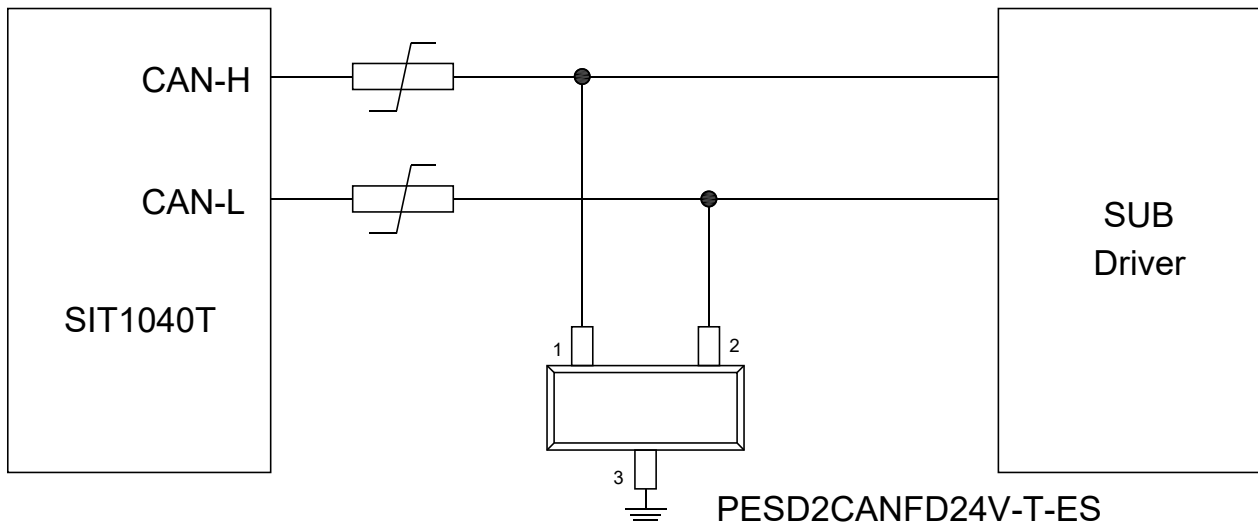 CAN-H
CAN-L
SIT1040T
SUB
Driver
1
2
3
PESD2CANFD24V-T-ES